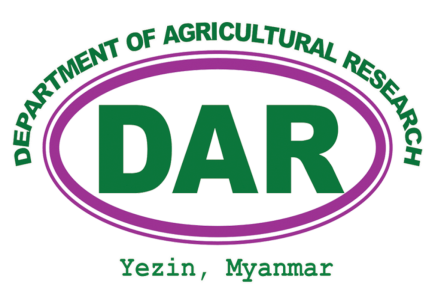 DEPARTMENT OF AGRICULTURAL RESEARCH
DAR
Yezin, Myanmar